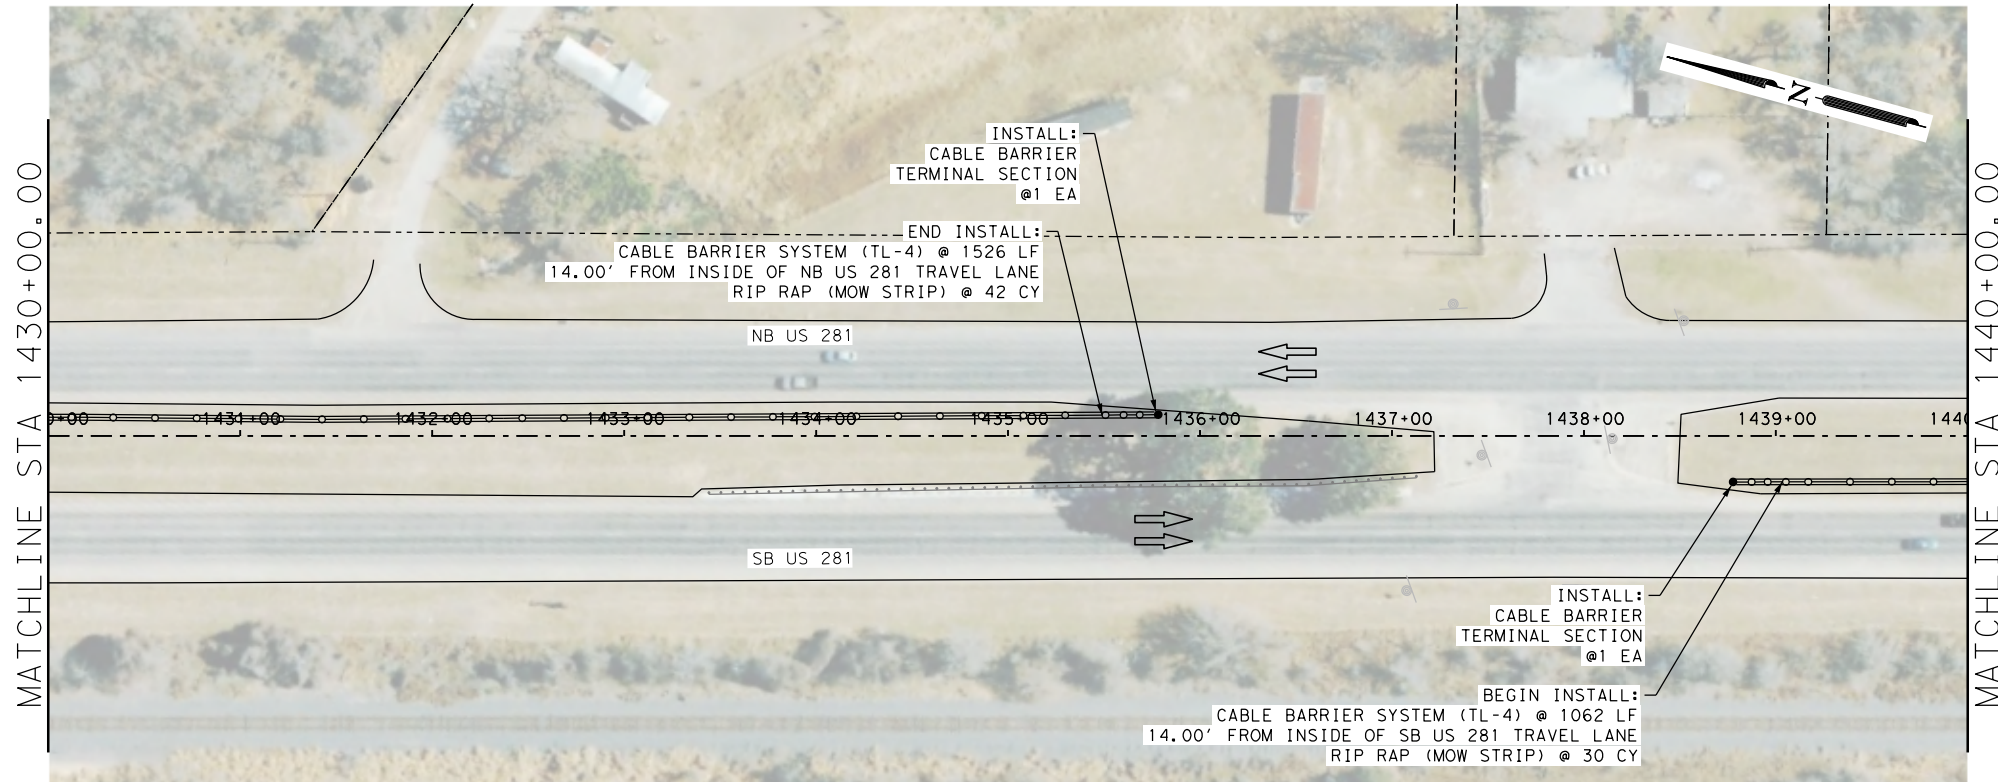 MATCHLINE STA 1430+00.00
N
INSTALL:
CABLE BARRIER
TERMINAL SECTION
@1 EA
END INSTALL:
CABLE BARRIER SYSTEM (TL-4) @ 1526 LF
14.00' FROM INSIDE OF NB US 281 TRAVEL LANE
RIP RAP (MOW STRIP) @ 42 CY
NB US 281
0+00 1431+00 1432+00 1433+00 1434+00 1435+00 1436+00 1437+00 1438+00 1439+00 1440
SB US 281
INSTALL:
CABLE BARRIER
TERMINAL SECTION
@1 EA
BEGIN INSTALL:
CABLE BARRIER SYSTEM (TL-4) @ 1062 LF
14.00' FROM INSIDE OF SB US 281 TRAVEL LANE
RIP RAP (MOW STRIP) @ 30 CY
MATCHLINE STA 1440+00.00